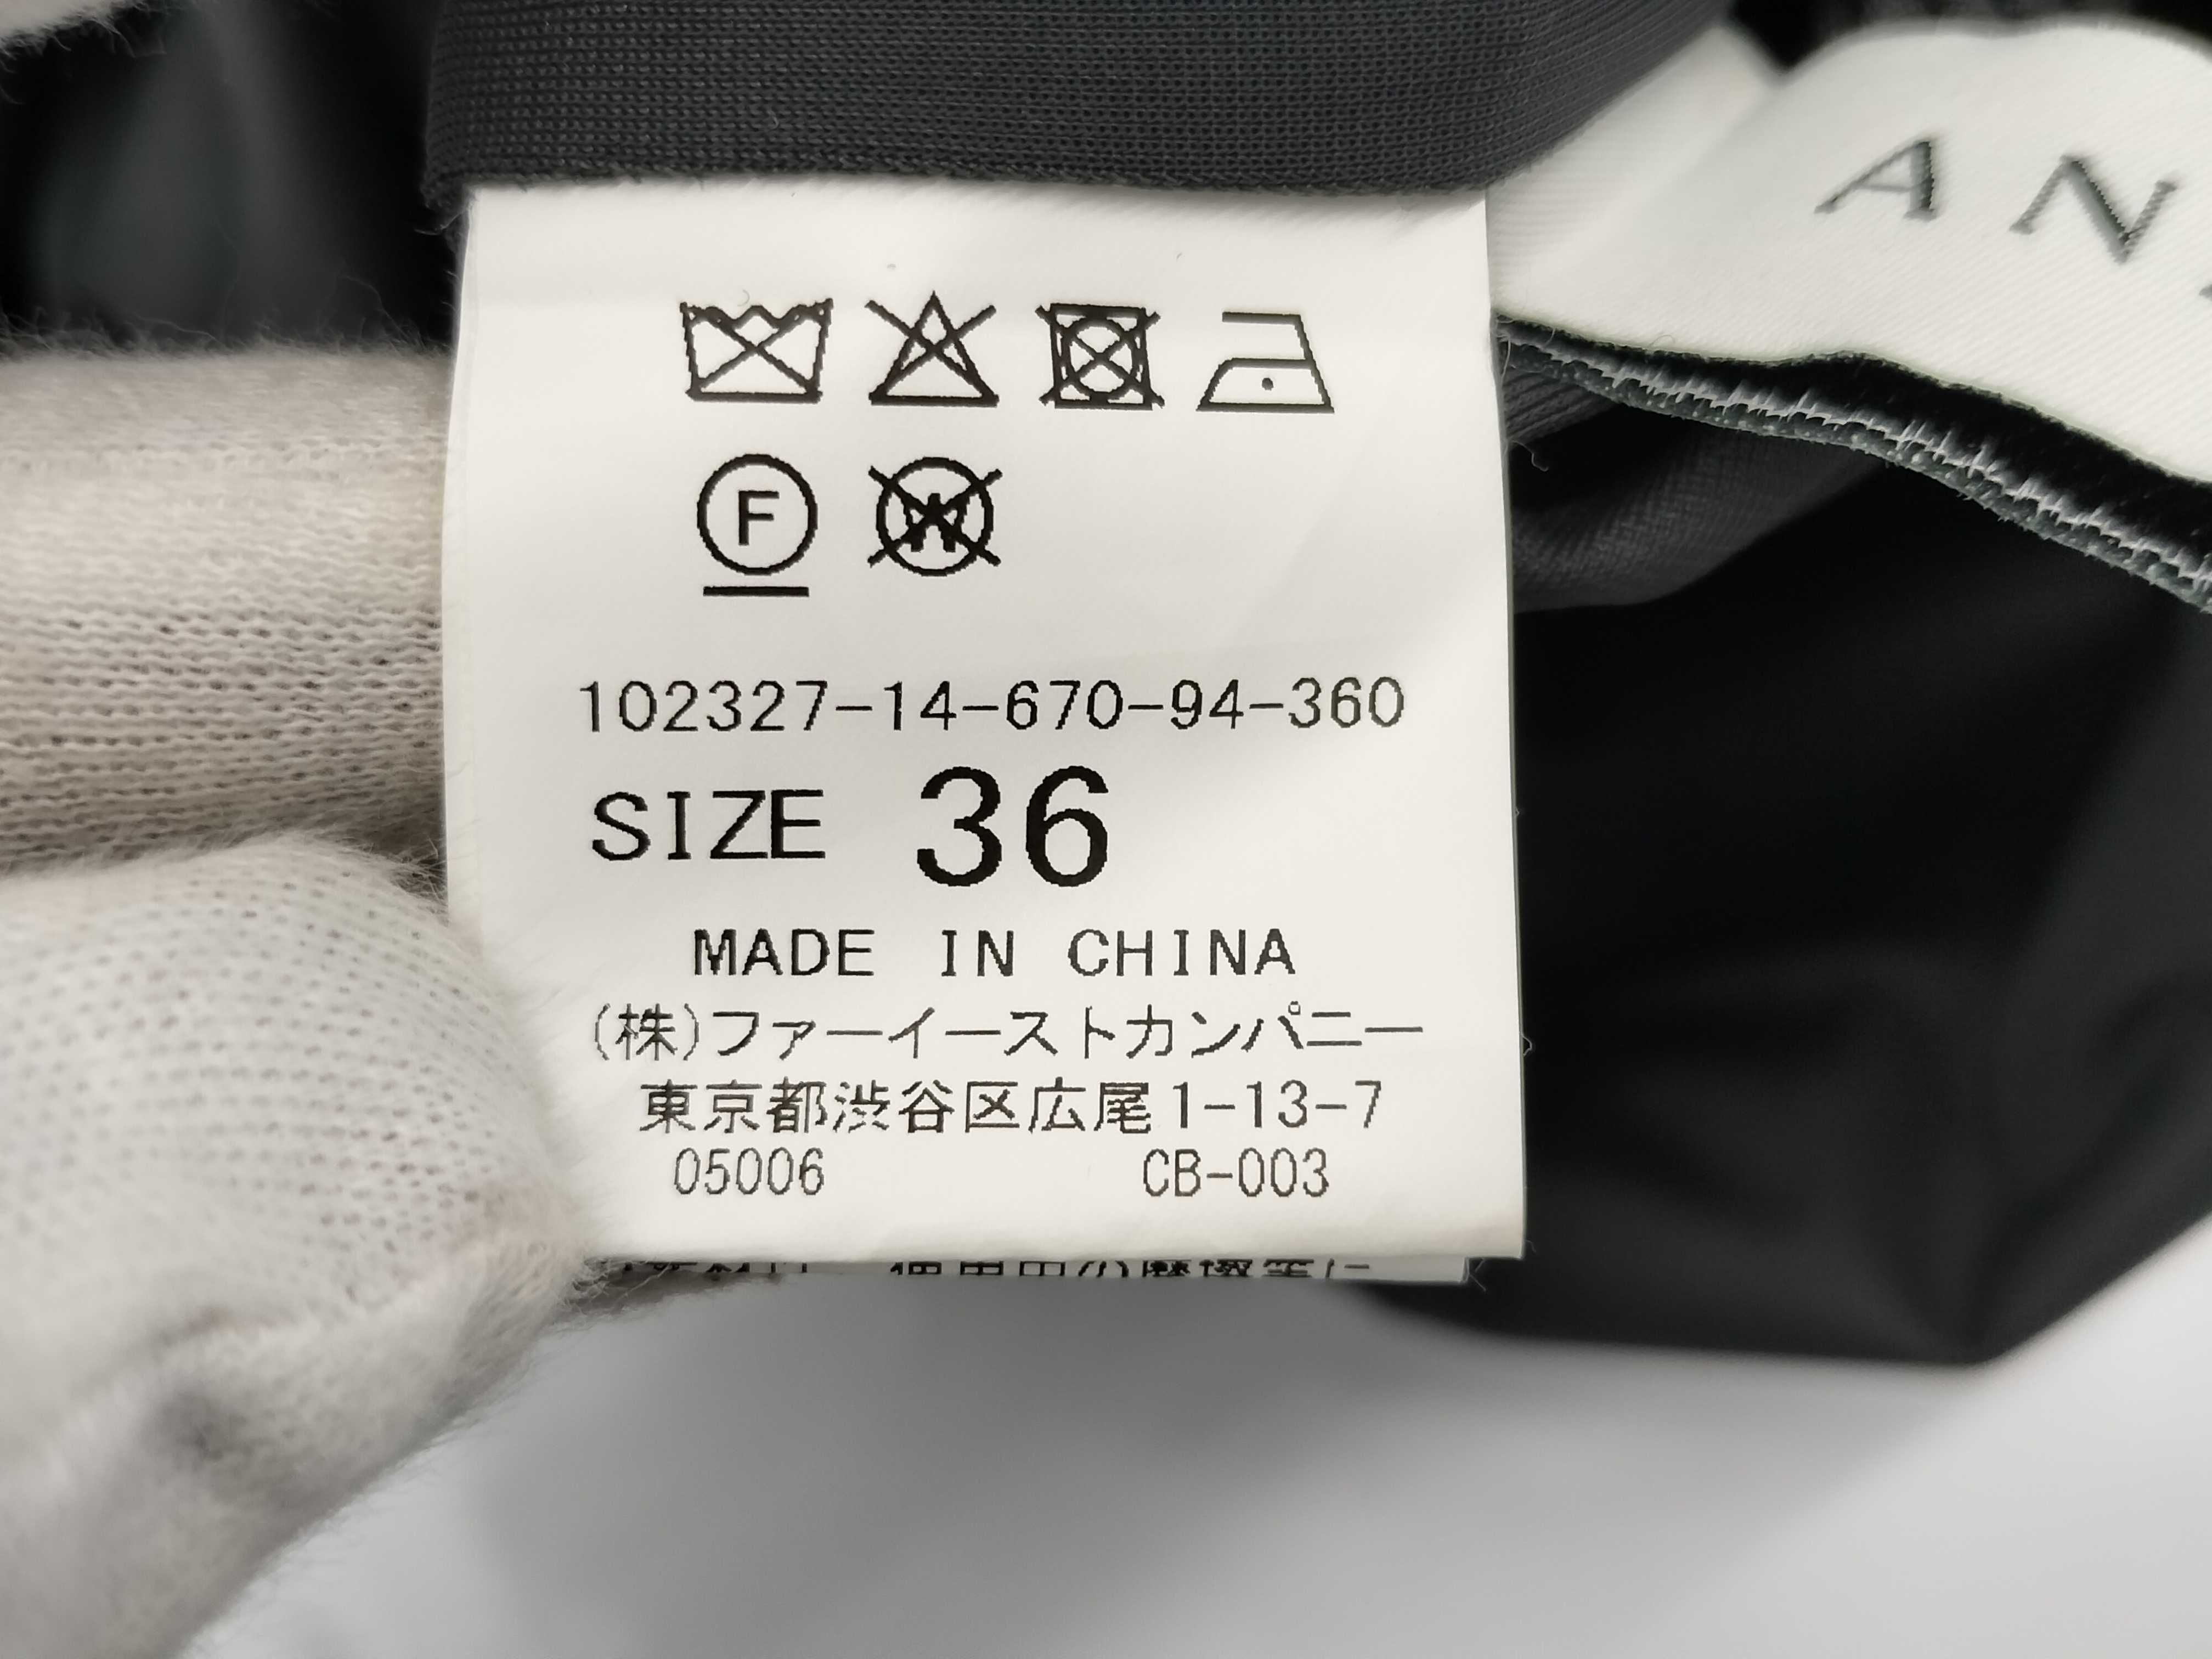 AN
F
W
102327-14-670-94-360
SIZE 36
MADE IN CHINA
(株)ファーイーストカンパニー
東京都渋谷区広尾1-13-7
05006 CB-003